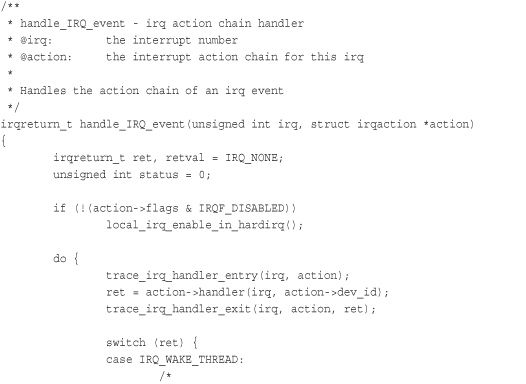 /**
 * handle_IRQ_event - irq action chain handler
 * @irq:        the interrupt number
 * @action:     the interrupt action chain for this irq
 *
 * Handles the action chain of an irq event
 */
irqreturn_t handle_IRQ_event(unsigned int irq, struct irqaction *action)
{
        irqreturn_t ret, retval = IRQ_NONE;
        unsigned int status = 0;

        if (!(action->flags & IRQF_DISABLED))
                local_irq_enable_in_hardirq();

        do {
                trace_irq_handler_entry(irq, action);
                ret = action->handler(irq, action->dev_id);
                trace_irq_handler_exit(irq, action, ret);

                switch (ret) {
                case IRQ_WAKE_THREAD:
                        /*